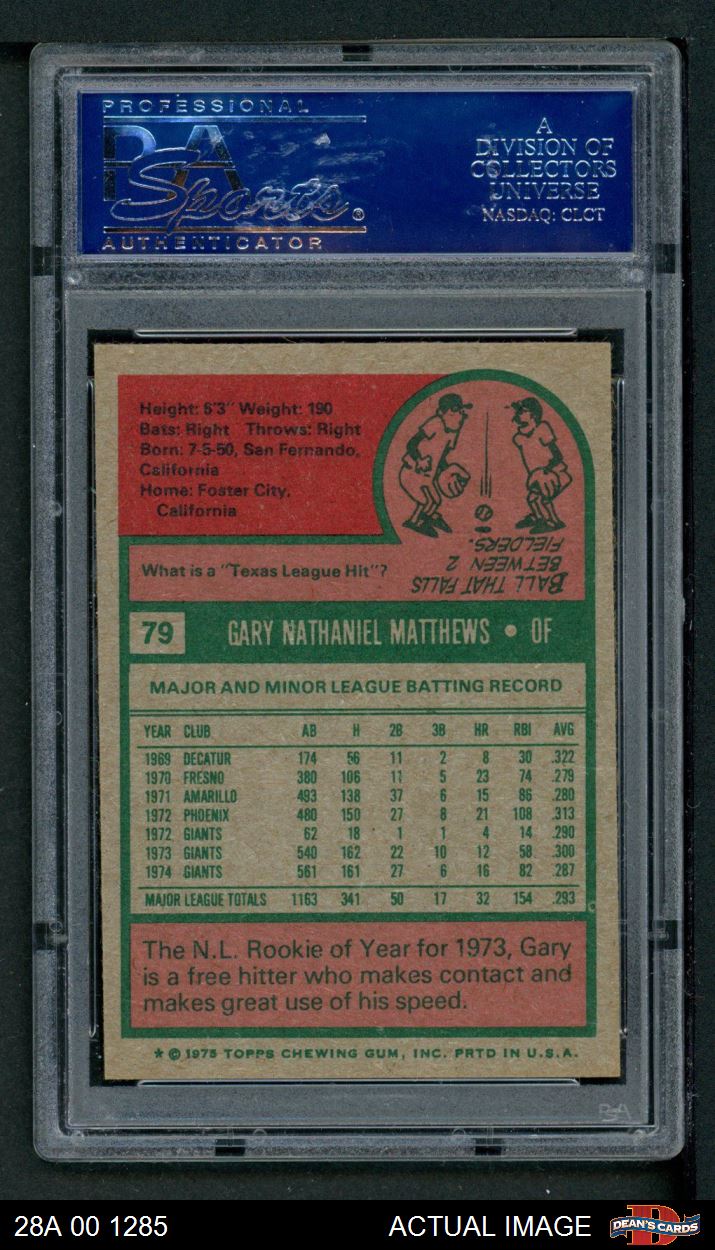 PROFESSIONAL
PSA
Sports®
AUTHENTICATOR
A
DIVISION OF
COLLECTORS
UNIVERSE
NASDAQ: CLCT
Height: 6'3" Weight: 190
Bats: Right Throws: Right
Born: 7-5-50, San Fernando,
California
Home: Foster City,
California
What is a "Texas League Hit"?
BALL THAT FALLS
BETWEEN 2
FIELDERS.
79 GARY NATHANIEL MATTHEWS • OF
MAJOR AND MINOR LEAGUE BATTING RECORD
YEAR CLUB AB H 2B 3B HR RBI AVG
1969 DECATUR 174 56 11 2 8 30 .322
1970 FRESNO 380 106 11 5 23 74 .279
1971 AMARILLO 493 138 37 6 15 86 .280
1972 PHOENIX 480 150 27 8 21 108 .313
1972 GIANTS 62 18 1 1 4 14 .290
1973 GIANTS 540 162 22 10 12 58 .300
1974 GIANTS 561 161 27 6 16 82 .287
MAJOR LEAGUE TOTALS 1163 341 50 17 32 154 .293
The N.L. Rookie of Year for 1973, Gary
is a free hitter who makes contact and
makes great use of his speed.
* © 1975 TOPPS CHEWING GUM, INC. PRTD IN U.S.A.
PSA
28A 00 1285
ACTUAL IMAGE
DEAN'S CARDS